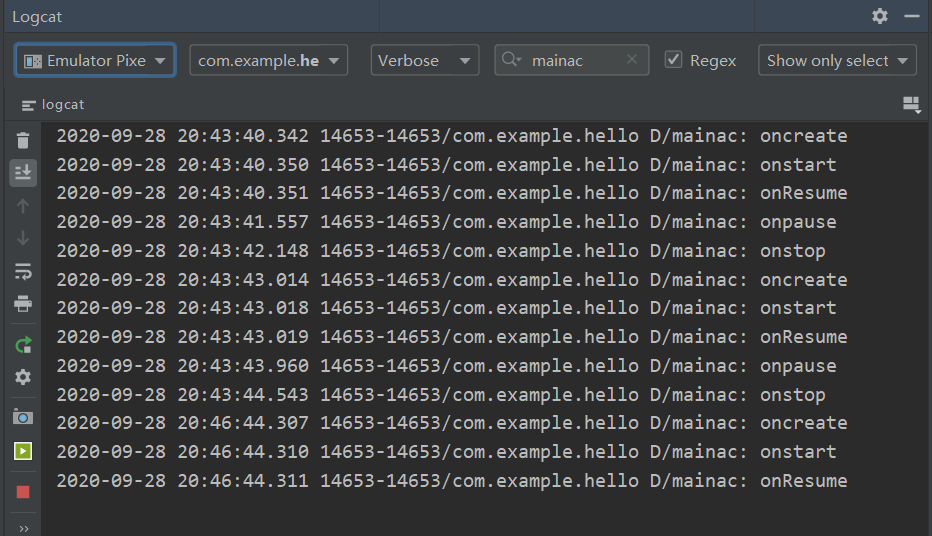 Logcat
Emulator Pixe com.example.he Verbose mainac Regex Show only select
logcat
2020-09-28 20:43:40.342 14653-14653/com.example.hello D/mainac: oncreate
2020-09-28 20:43:40.350 14653-14653/com.example.hello D/mainac: onstart
2020-09-28 20:43:40.351 14653-14653/com.example.hello D/mainac: onResume
2020-09-28 20:43:41.557 14653-14653/com.example.hello D/mainac: onpause
2020-09-28 20:43:42.148 14653-14653/com.example.hello D/mainac: onstop
2020-09-28 20:43:43.014 14653-14653/com.example.hello D/mainac: oncreate
2020-09-28 20:43:43.018 14653-14653/com.example.hello D/mainac: onstart
2020-09-28 20:43:43.019 14653-14653/com.example.hello D/mainac: onResume
2020-09-28 20:43:43.960 14653-14653/com.example.hello D/mainac: onpause
2020-09-28 20:43:44.543 14653-14653/com.example.hello D/mainac: onstop
2020-09-28 20:46:44.307 14653-14653/com.example.hello D/mainac: oncreate
2020-09-28 20:46:44.310 14653-14653/com.example.hello D/mainac: onstart
2020-09-28 20:46:44.311 14653-14653/com.example.hello D/mainac: onResume